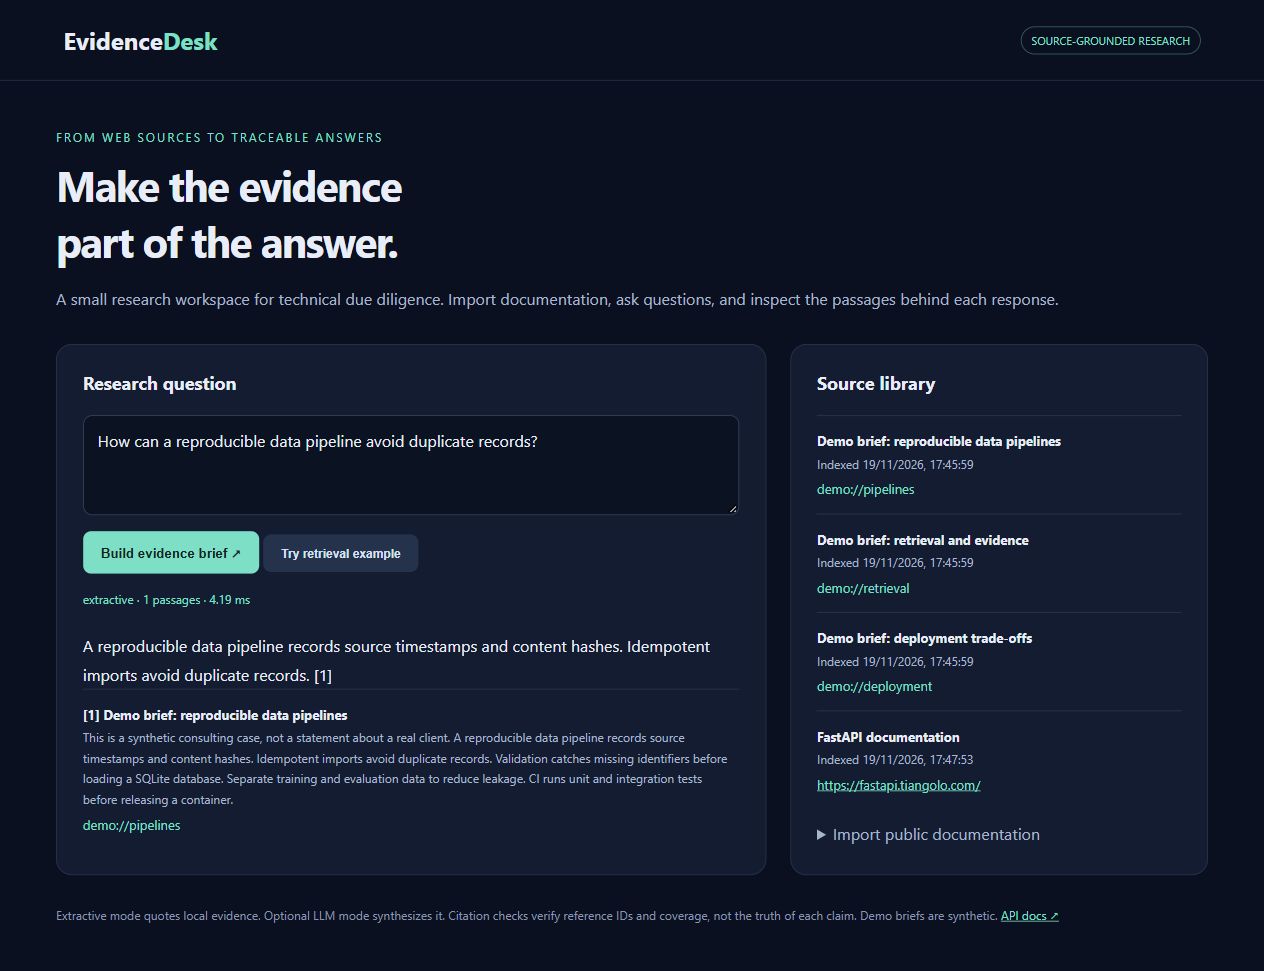 EvidenceDesk
SOURCE-GROUNDED RESEARCH
FROM WEB SOURCES TO TRACEABLE ANSWERS
Make the evidence
part of the answer.
A small research workspace for technical due diligence. Import documentation, ask questions, and inspect the passages behind each response.
Research question
How can a reproducible data pipeline avoid duplicate records?
Build evidence brief ↗
Try retrieval example
extractive · 1 passages · 4.19 ms
A reproducible data pipeline records source timestamps and content hashes. Idempotent
imports avoid duplicate records. [1]
[1] Demo brief: reproducible data pipelines
This is a synthetic consulting case, not a statement about a real client. A reproducible data pipeline records source
timestamps and content hashes. Idempotent imports avoid duplicate records. Validation catches missing identifiers before
loading a SQLite database. Separate training and evaluation data to reduce leakage. CI runs unit and integration tests
before releasing a container.
demo://pipelines
Source library
Demo brief: reproducible data pipelines
Indexed 19/11/2026, 17:45:59
demo://pipelines
Demo brief: retrieval and evidence
Indexed 19/11/2026, 17:45:59
demo://retrieval
Demo brief: deployment trade-offs
Indexed 19/11/2026, 17:45:59
demo://deployment
FastAPI documentation
Indexed 19/11/2026, 17:47:53
https://fastapi.tiangolo.com/
▶ Import public documentation
Extractive mode quotes local evidence. Optional LLM mode synthesizes it. Citation checks verify reference IDs and coverage, not the truth of each claim. Demo briefs are synthetic. API docs ↗